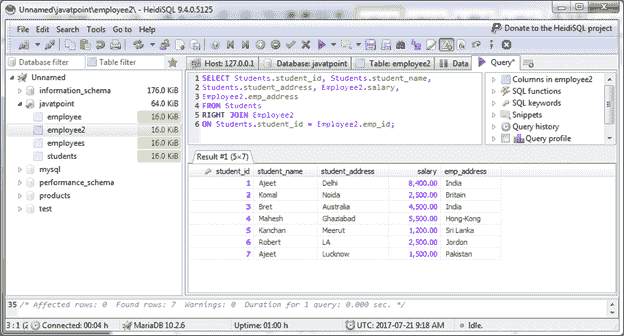 Unnamed\javatpoint\employee2\ - HeidiSQL 9.4.0.5125
File Edit Search Tools Go to Help
Donate to the HeidiSQL project
Database filter Table filter
Host: 127.0.0.1 Database: javatpoint Table: employee2 Data Query*
Unnamed
information_schema 16.0 KiB
javatpoint 64.0 KiB
employee 16.0 KiB
employee2 16.0 KiB
employees 16.0 KiB
students 16.0 KiB
mysql
performance_schema
products
test
1 SELECT Students.student_id, Students.student_name,
2 Students.student_address, Employee2.salary,
3 Employee2.emp_address
4 FROM Students
5 RIGHT JOIN Employee2
6 ON Students.student_id = Employee2.emp_id;
Columns in employee2
SQL functions
SQL keywords
Snippets
Query history
Query profile
Result #1 (5×7)
student_id student_name student_address salary emp_address
1 Ajeet Delhi 8,400.00 India
2 Komal Noida 2,500.00 Britain
3 Bret Australia 4,500.00 India
4 Mahesh Ghaziabad 5,500.00 Hong-Kong
5 Kanchan Meerut 1,200.00 Sri Lanka
6 Robert LA 2,500.00 Jordon
7 Ajeet Lucknow 1,500.00 Pakistan
35 /* Affected rows: 0 Found rows: 7 Warnings: 0 Duration for 1 query: 0.000 sec. */
3 : 1 (2 Connected: 00:04 h MariaDB 10.2.6 Uptime: 01:00 h UTC: 2017-07-21 9:18 AM Idle.